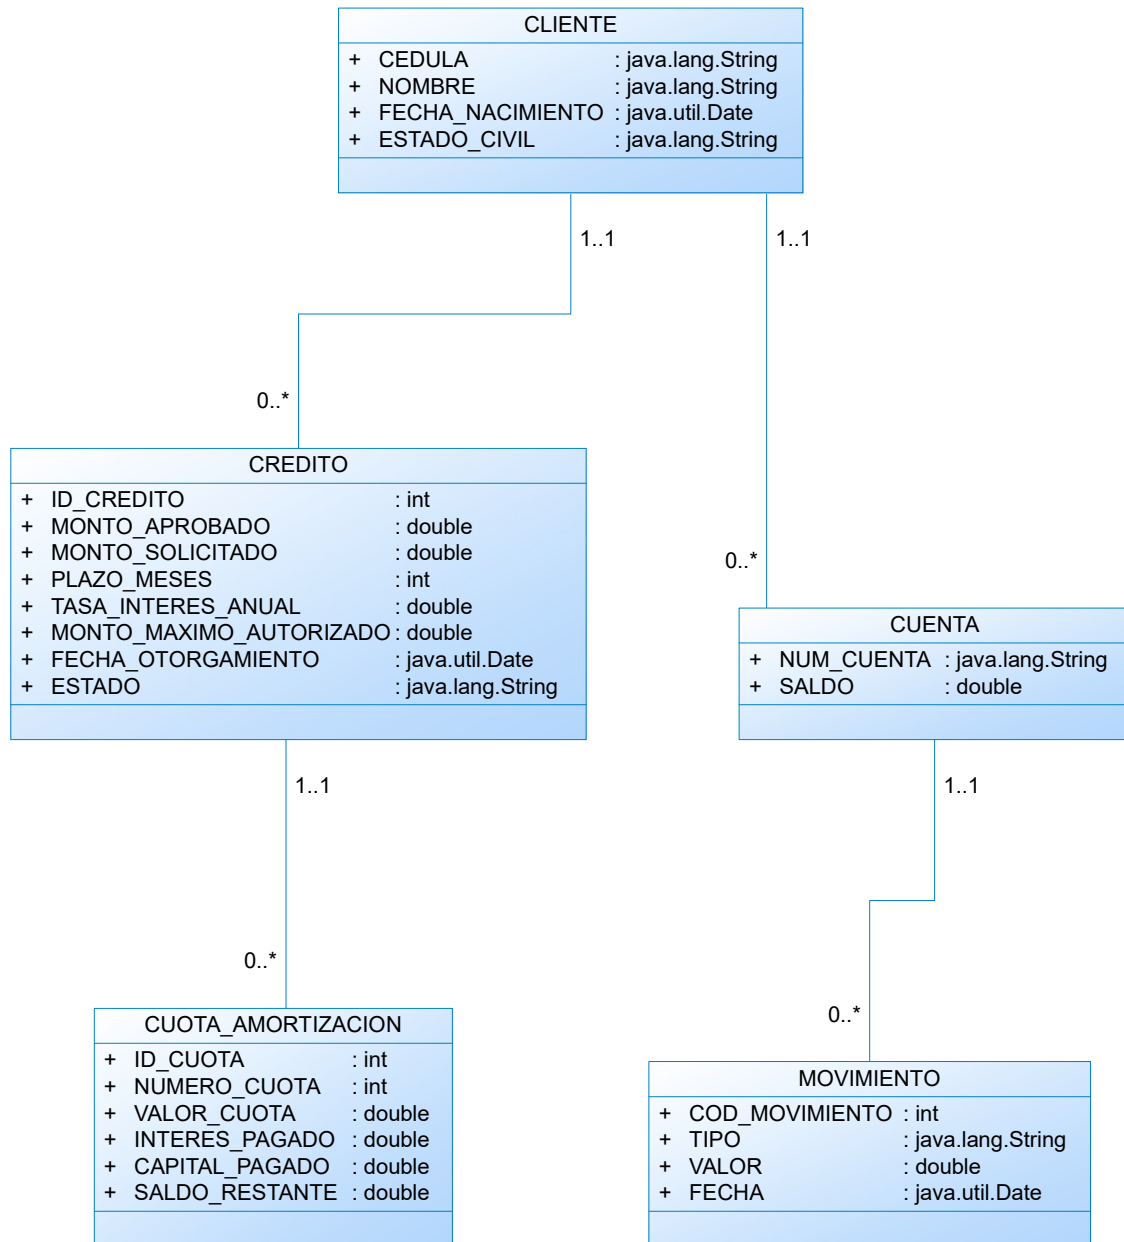 CLIENTE
+ CEDULA : java.lang.String
+ NOMBRE : java.lang.String
+ FECHA_NACIMIENTO : java.util.Date
+ ESTADO_CIVIL : java.lang.String
1..1
1..1
0..*
CREDITO
+ ID_CREDITO : int
+ MONTO_APROBADO : double
+ MONTO_SOLICITADO : double
+ PLAZO_MESES : int
+ TASA_INTERES_ANUAL : double
+ MONTO_MAXIMO_AUTORIZADO : double
+ FECHA_OTORGAMIENTO : java.util.Date
+ ESTADO : java.lang.String
0..*
CUENTA
+ NUM_CUENTA : java.lang.String
+ SALDO : double
1..1
1..1
0..*
CUOTA_AMORTIZACION
+ ID_CUOTA : int
+ NUMERO_CUOTA : int
+ VALOR_CUOTA : double
+ INTERES_PAGADO : double
+ CAPITAL_PAGADO : double
+ SALDO_RESTANTE : double
0..*
MOVIMIENTO
+ COD_MOVIMIENTO : int
+ TIPO : java.lang.String
+ VALOR : double
+ FECHA : java.util.Date